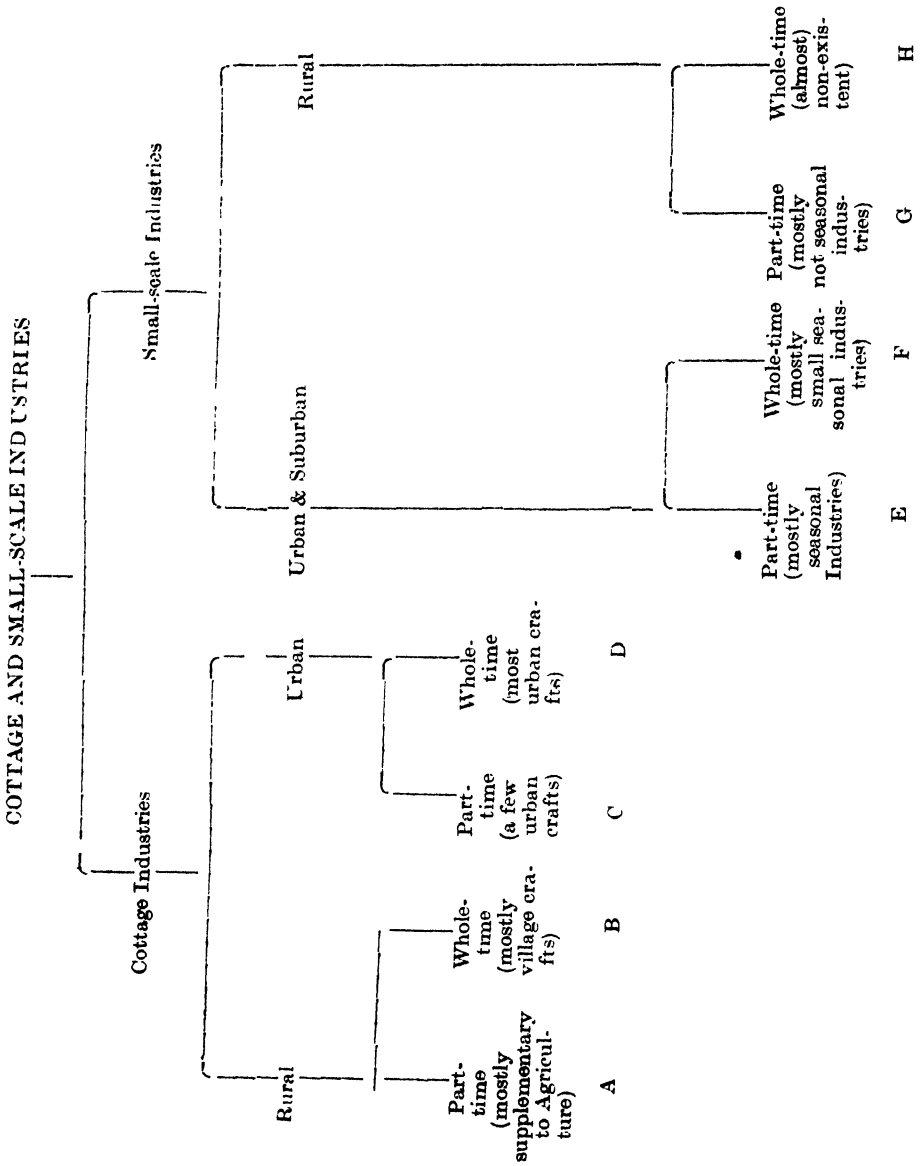 COTTAGE AND SMALL-SCALE INDUSTRIES
Cottage Industries
Small-scale Industries
Rural
Urban
Urban & Suburban
Rural
Part-
time
(mostly
supplementary
to Agricul-
ture)
A
Whole-
time
(mostly
village cra-
fts)
B
Part-
time
(a few
urban
crafts)
C
Whole-
time
(most
urban cra-
fts)
D
Part-time
(mostly
seasonal
Industries)
E
Whole-time
(mostly
small sea-
sonal indus-
tries)
F
Part-time
(mostly
not seasonal
indus-
tries)
G
Whole-time
(almost)
non-exis-
tent)
H